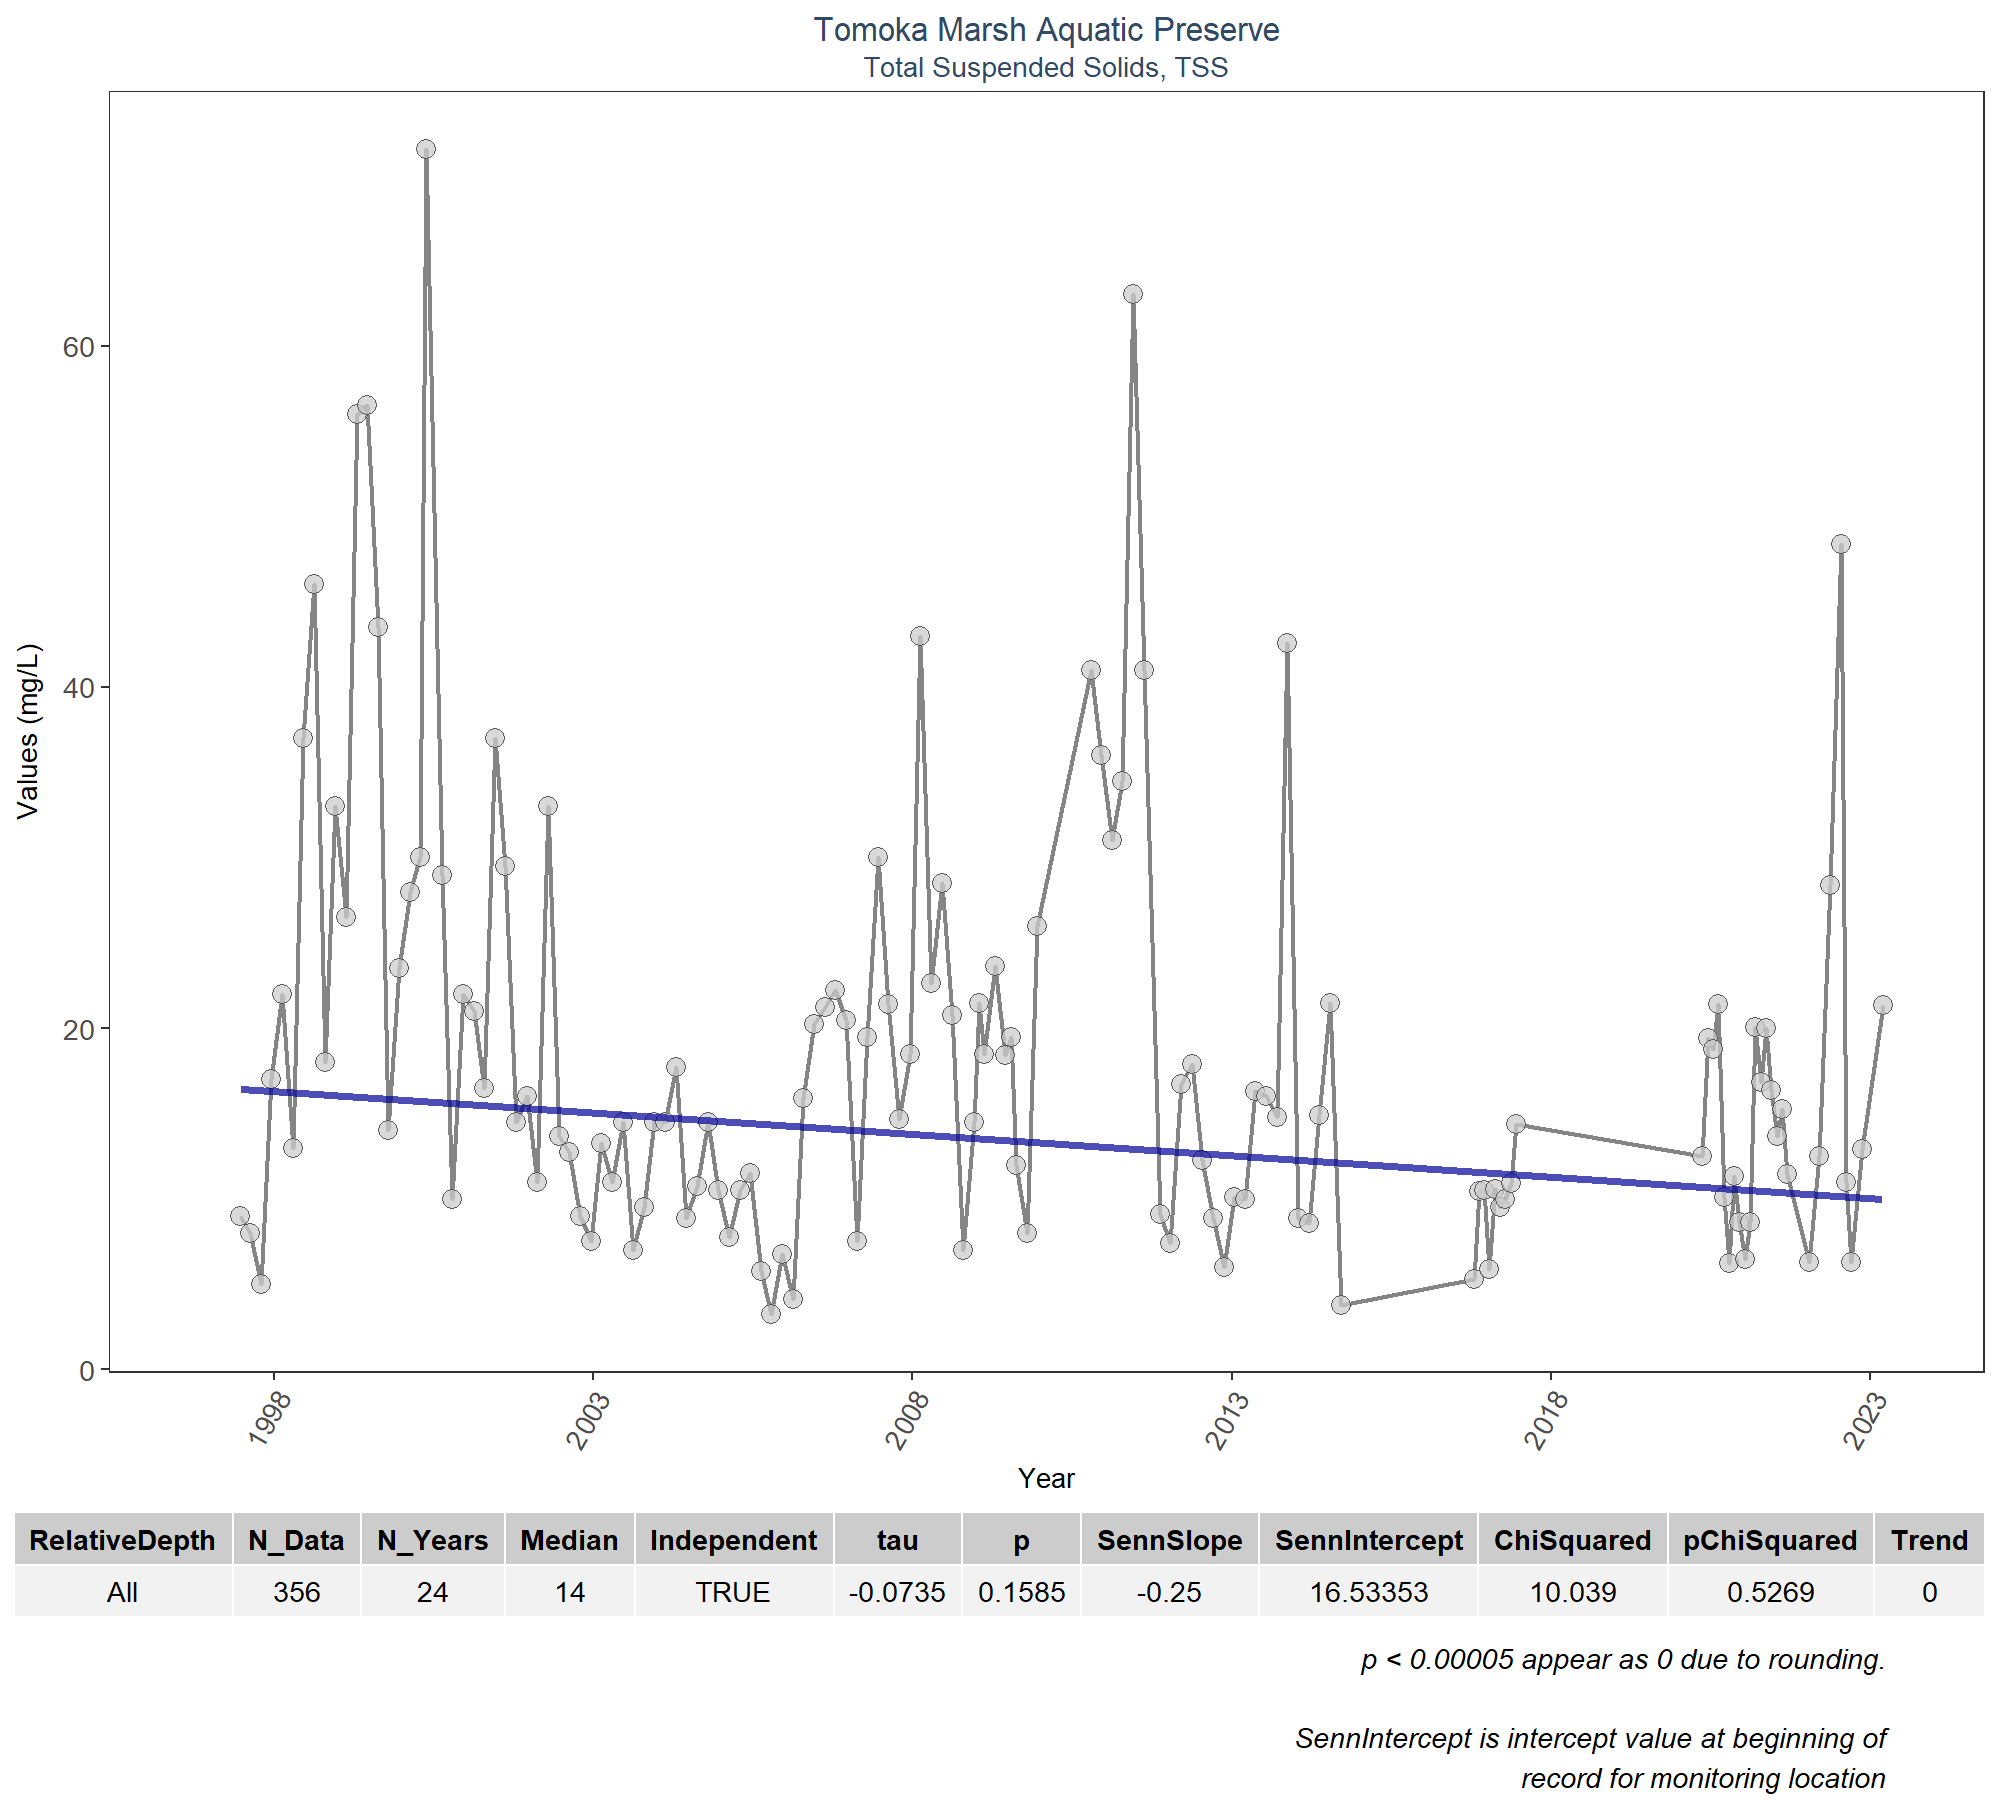 Tomoka Marsh Aquatic Preserve
Total Suspended Solids, TSS
Values (mg/L)
60
40
20
0
1998 2003 2008 2013 2018 2023
Year
RelativeDepth N_Data N_Years Median Independent tau p SennSlope SennIntercept ChiSquared pChiSquared Trend
All 356 24 14 TRUE -0.0735 0.1585 -0.25 16.53353 10.039 0.5269 0
p < 0.00005 appear as 0 due to rounding.
SennIntercept is intercept value at beginning of
record for monitoring location